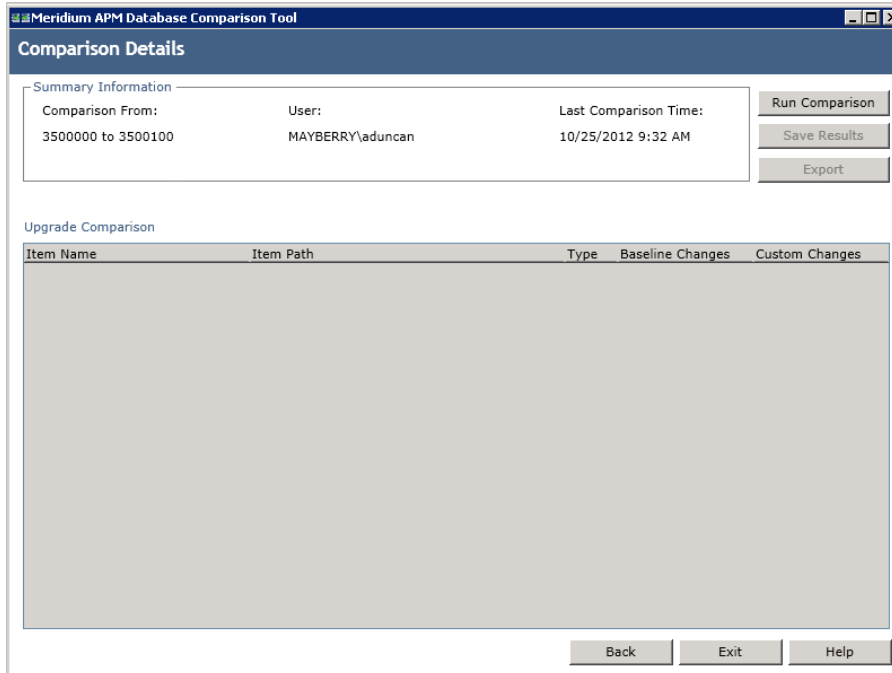 Meridium APM Database Comparison Tool
Comparison Details
Summary Information
Comparison From: User: Last Comparison Time:
3500000 to 3500100 MAYBERRY\aduncan 10/25/2012 9:32 AM
Run Comparison
Save Results
Export
Upgrade Comparison
Item Name Item Path Type Baseline Changes Custom Changes
Back Exit Help